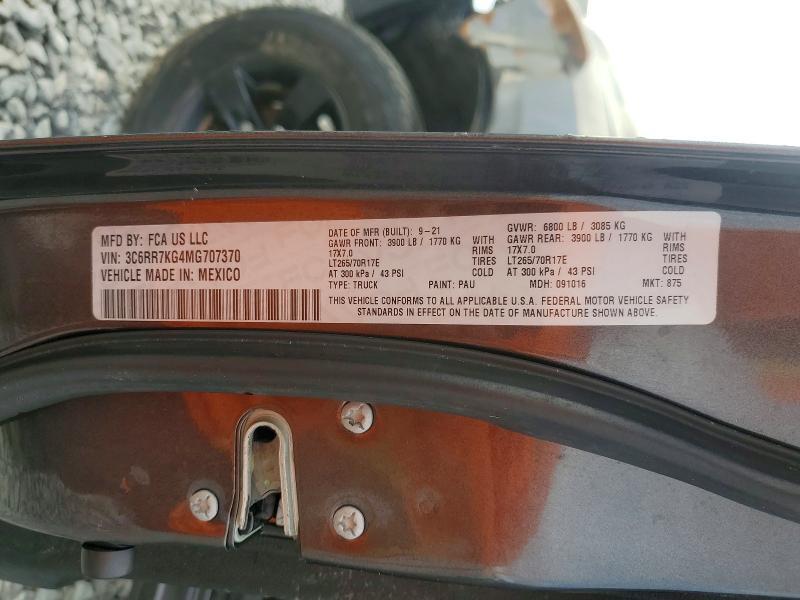 MFD BY: FCA US LLC
VIN: 3C6RR7KG4MG707370
VEHICLE MADE IN: MEXICO
DATE OF MFR (BUILT): 9-21
GAWR FRONT: 3900 LB / 1770 KG WITH
17X7.0 RIMS
LT265/70R17E TIRES
AT 300 kPa / 43 PSI COLD
TYPE: TRUCK PAINT: PAU
GVWR: 6800 LB / 3085 KG
GAWR REAR: 3900 LB / 1770 KG WITH
17X7.0 RIMS
LT265/70R17E TIRES
AT 300 kPa / 43 PSI COLD
MDH: 091016 MKT: 875
THIS VEHICLE CONFORMS TO ALL APPLICABLE U.S.A. FEDERAL MOTOR VEHICLE SAFETY
STANDARDS IN EFFECT ON THE DATE OF MANUFACTURE SHOWN ABOVE.